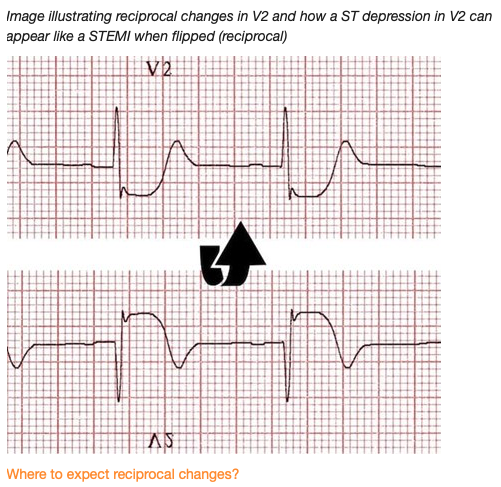 Image illustrating reciprocal changes in V2 and how a ST depression in V2 can
appear like a STEMI when flipped (reciprocal)
V2
V2
Where to expect reciprocal changes?